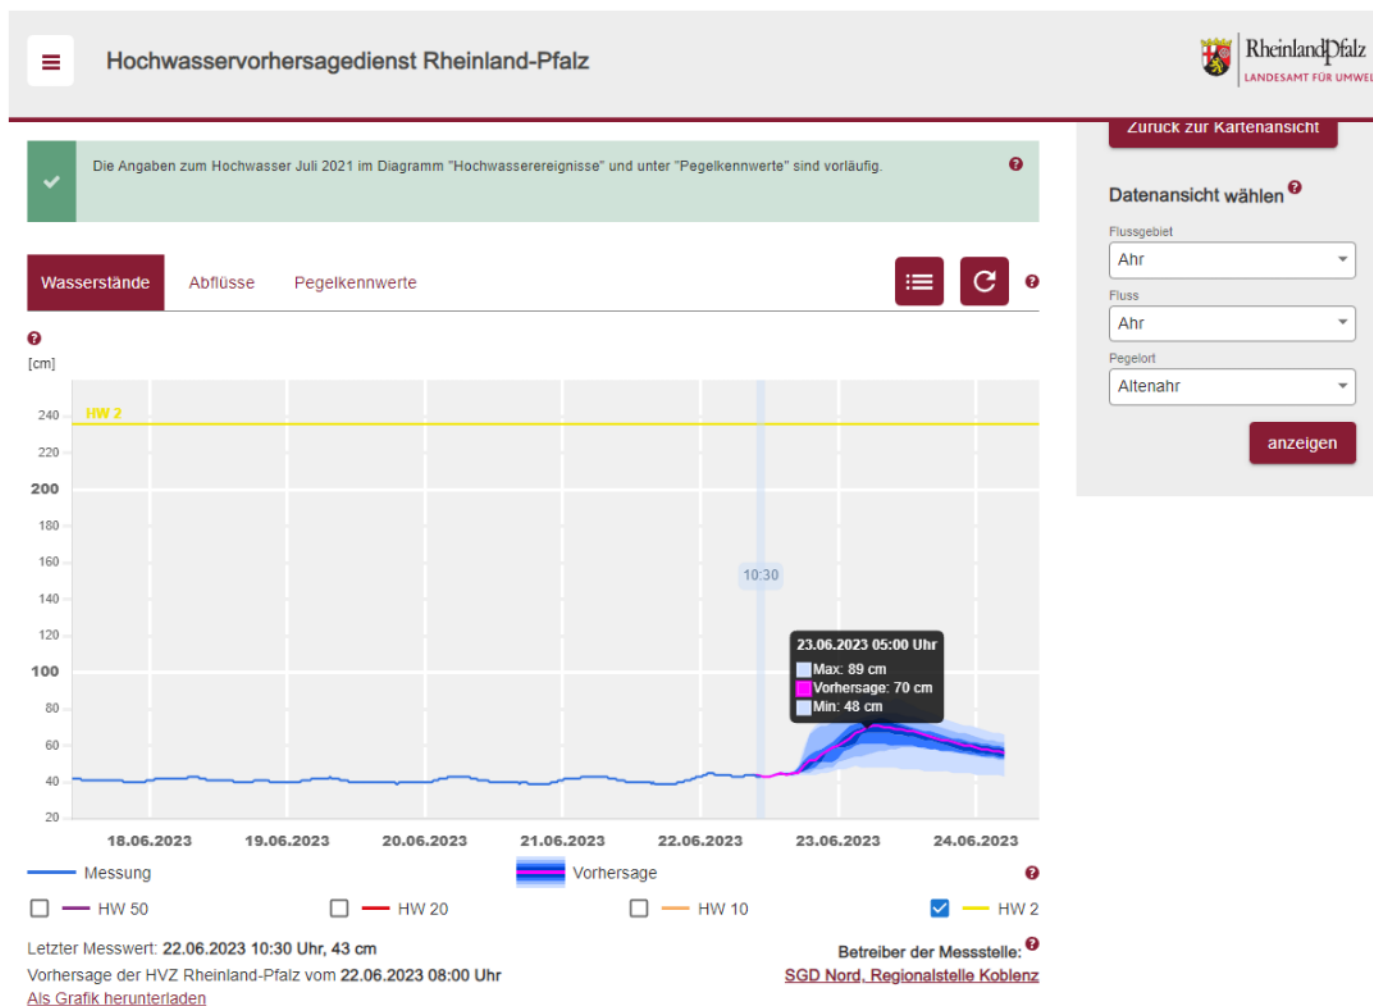 Hochwasservorhersagedienst Rheinland-Pfalz
RheinlandPfalz
LANDESAMT FÜR UMWEL
Zurück zur Kartenansicht
Die Angaben zum Hochwasser Juli 2021 im Diagramm "Hochwasserereignisse" und unter "Pegelkennwerte" sind vorläufig.
?
Datenansicht wählen ?
Flussgebiet
Ahr
Fluss
Ahr
Pegelort
Altenahr
anzeigen
Wasserstände Abflüsse Pegelkennwerte ?
?
[cm]
240
HW 2
220
200
180
160
10:30
140
120
23.06.2023 05:00 Uhr
Max: 89 cm
Vorhersage: 70 cm
Min: 48 cm
100
80
60
40
20
18.06.2023 19.06.2023 20.06.2023 21.06.2023 22.06.2023 23.06.2023 24.06.2023
Messung Vorhersage ?
HW 50 HW 20 HW 10 HW 2
Letzter Messwert: 22.06.2023 10:30 Uhr, 43 cm
Vorhersage der HVZ Rheinland-Pfalz vom 22.06.2023 08:00 Uhr
Als Grafik herunterladen
Betreiber der Messstelle: ?
SGD Nord, Regionalstelle Koblenz